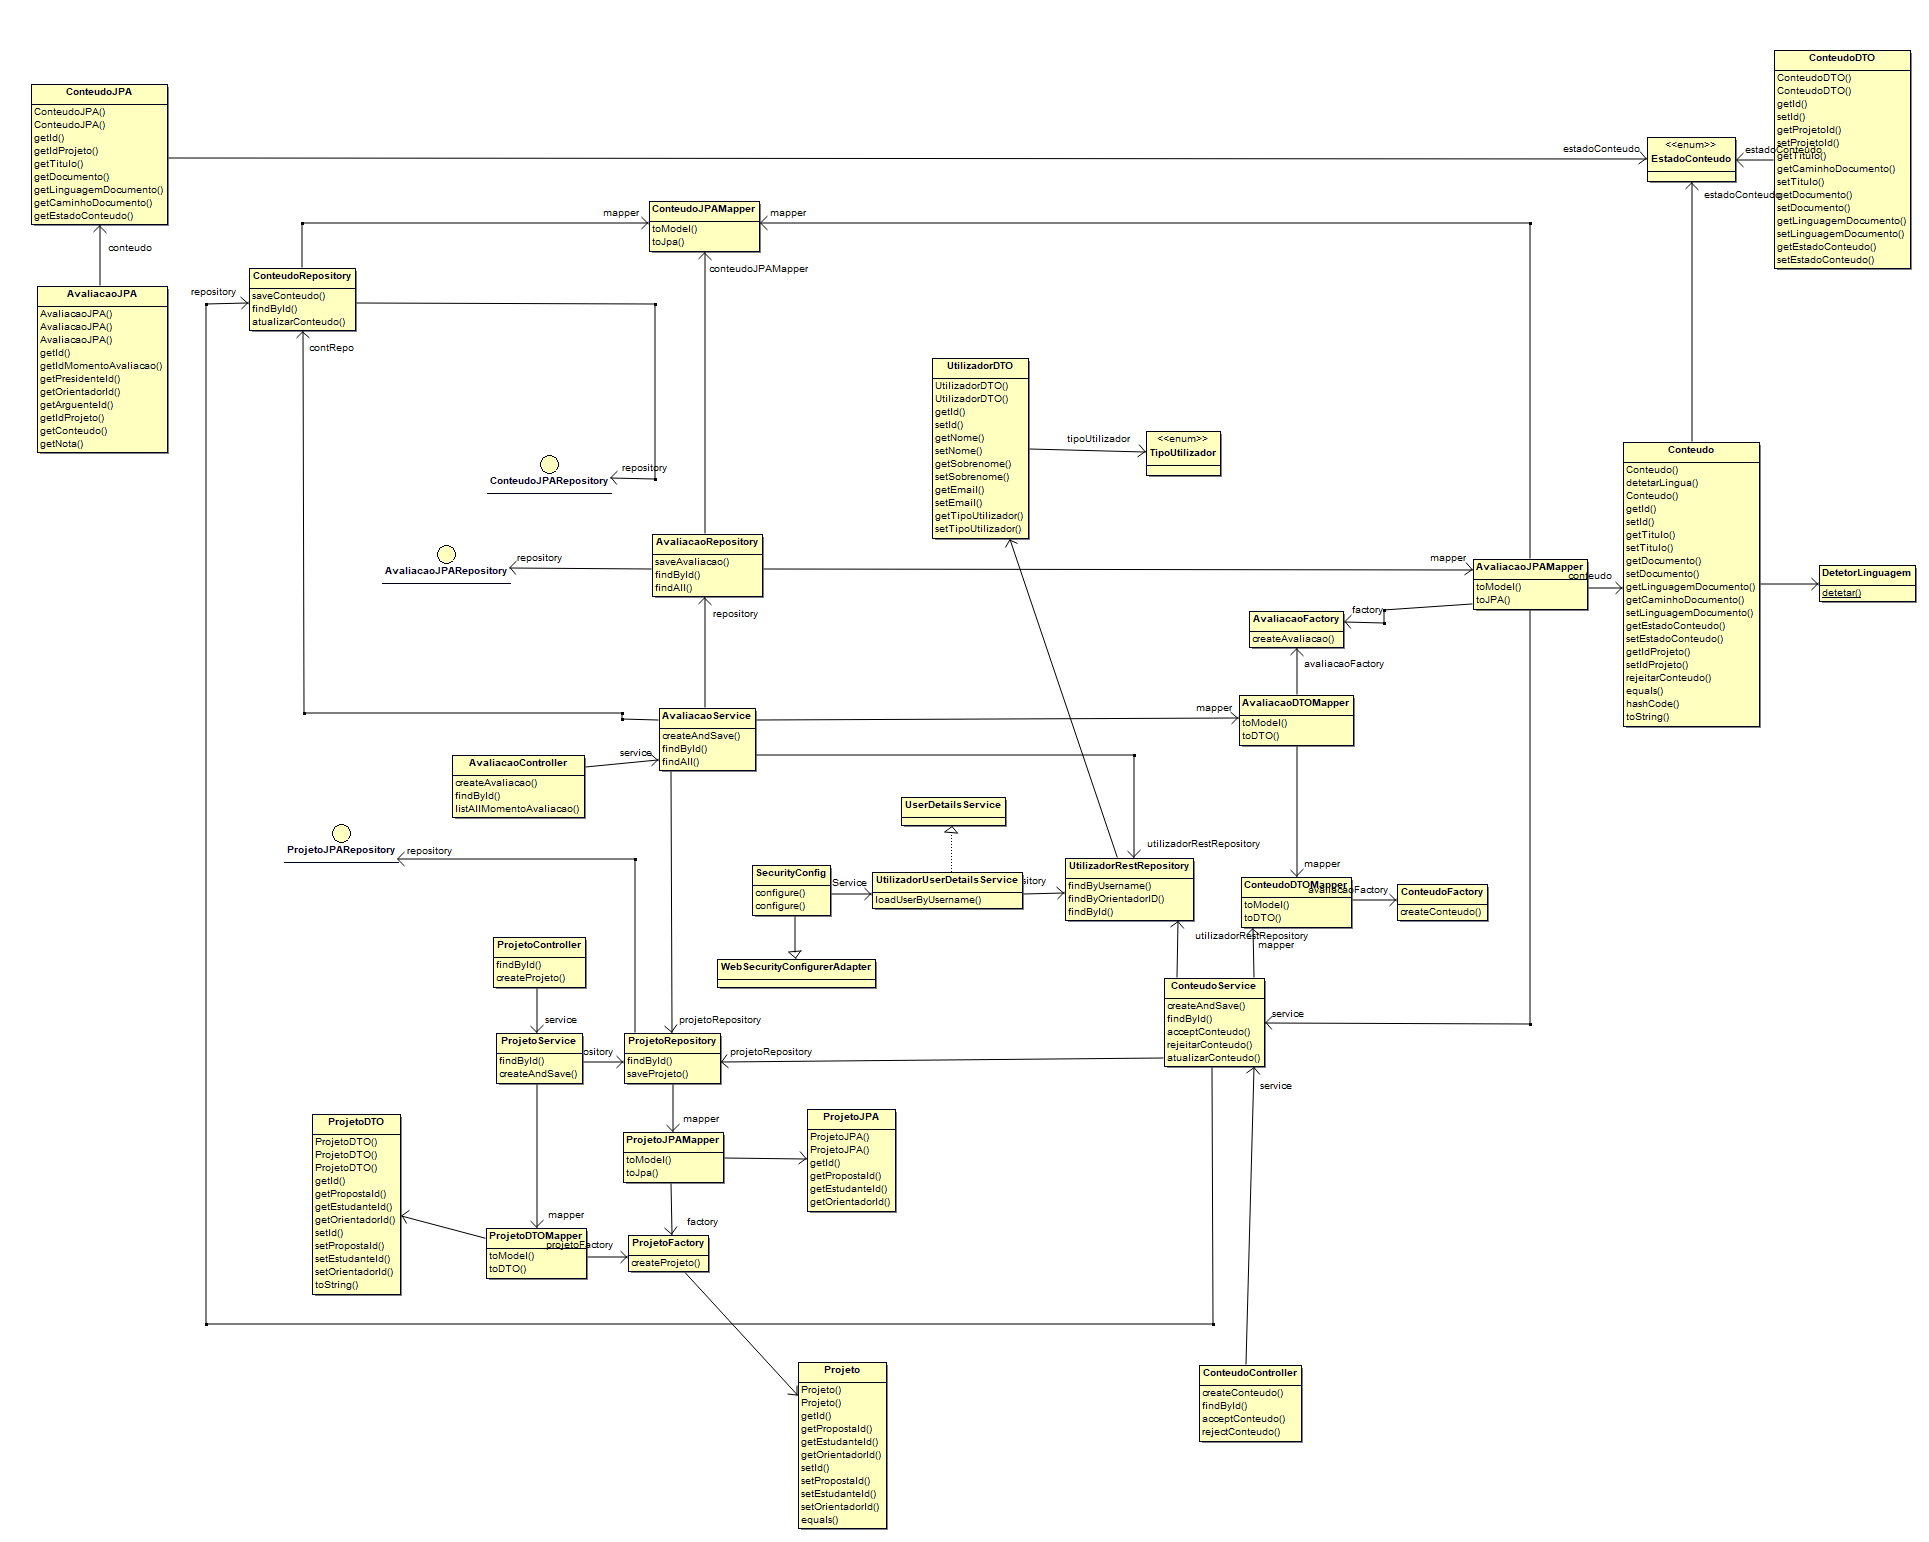 ConteudoDTO
ConteudoDTO()
ConteudoDTO()
getId()
setId()
getProjetoId()
setProjetoId()
getTitulo()
getCaminhoDocumento()
setTitulo()
getDocumento()
setDocumento()
getLinguagemDocumento()
setLinguagemDocumento()
getEstadoConteudo()
setEstadoConteudo()
ConteudoJPA
ConteudoJPA()
ConteudoJPA()
getId()
getIdProjeto()
getTitulo()
getDocumento()
getLinguagemDocumento()
getCaminhoDocumento()
getEstadoConteudo()
estadoConteudo
<<enum>>
EstadoConteudo
estadoConteudo
estadoConteudo
conteudo
mapper
ConteudoJPAMapper
toModel()
toJpa()
mapper
conteudoJPAMapper
repository
ConteudoRepository
saveConteudo()
findById()
atualizarConteudo()
contRepo
AvaliacaoJPA
AvaliacaoJPA()
AvaliacaoJPA()
AvaliacaoJPA()
getId()
getIdMomentoAvaliacao()
getPresidenteId()
getOrientadorId()
getArguenteId()
getIdProjeto()
getConteudo()
getNota()
UtilizadorDTO
UtilizadorDTO()
UtilizadorDTO()
getId()
setId()
getNome()
setNome()
getSobrenome()
setSobrenome()
getEmail()
setEmail()
getTipoUtilizador()
setTipoUtilizador()
tipoUtilizador
<<enum>>
TipoUtilizador
Conteudo
Conteudo()
detetarLingua()
Conteudo()
getId()
setId()
getTitulo()
setTitulo()
getDocumento()
setDocumento()
getLinguagemDocumento()
getCaminhoDocumento()
setLinguagemDocumento()
getEstadoConteudo()
setEstadoConteudo()
getIdProjeto()
setIdProjeto()
rejeitarConteudo()
equals()
hashCode()
toString()
repository
ConteudoJPARepository
repository
AvaliacaoJPARepository
AvaliacaoRepository
saveAvaliacao()
findById()
findAll()
repository
mapper
AvaliacaoJPAMapper
toModel()
toJPA()
conteudo
DetetorLinguagem
detetar()
factory
AvaliacaoFactory
createAvaliacao()
avaliacaoFactory
AvaliacaoService
createAndSave()
findById()
findAll()
mapper
AvaliacaoDTOMapper
toModel()
toDTO()
service
AvaliacaoController
createAvaliacao()
findById()
listAllMomentoAvaliacao()
UserDetailsService
ProjetoJPARepository
repository
utilizadorRestRepository
mapper
SecurityConfig
configure()
configure()
Service
UtilizadorUserDetailsService
loadUserByUsername()
sitory
UtilizadorRestRepository
findByUsername()
findByOrientadorID()
findById()
ConteudoDTOMapper
toModel()
toDTO()
avaliacaoFactory
ConteudoFactory
createConteudo()
utilizadorRestRepository
mapper
WebSecurityConfigurerAdapter
ProjetoController
findById()
createProjeto()
service
ConteudoService
createAndSave()
findById()
acceptConteudo()
rejeitarConteudo()
atualizarConteudo()
service
service
projetoRepository
ProjetoService
findById()
createAndSave()
ository
ProjetoRepository
findById()
saveProjeto()
projetoRepository
mapper
ProjetoJPAMapper
toModel()
toJpa()
ProjetoJPA
ProjetoJPA()
ProjetoJPA()
getId()
getPropostaId()
getEstudanteId()
getOrientadorId()
ProjetoDTO
ProjetoDTO()
ProjetoDTO()
ProjetoDTO()
getId()
getPropostaId()
getEstudanteId()
getOrientadorId()
setId()
setPropostaId()
setEstudanteId()
setOrientadorId()
toString()
mapper
ProjetoDTOMapper
toModel()
toDTO()
projetoFactory
factory
ProjetoFactory
createProjeto()
Projeto
Projeto()
Projeto()
getId()
getPropostaId()
getEstudanteId()
getOrientadorId()
setId()
setPropostaId()
setEstudanteId()
setOrientadorId()
equals()
ConteudoController
createConteudo()
findById()
acceptConteudo()
rejectConteudo()